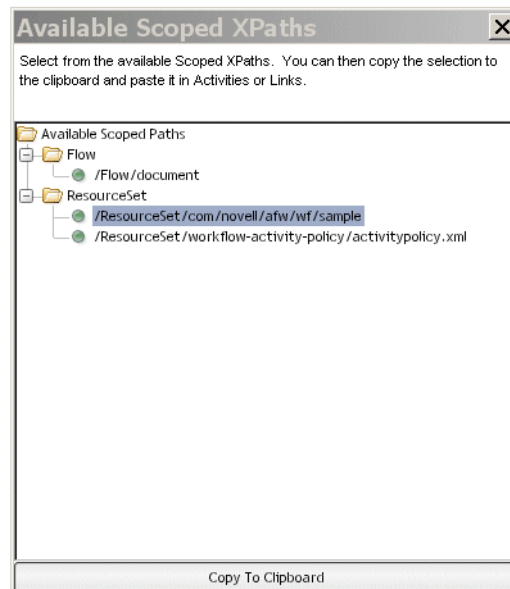 Available Scoped XPaths
Select from the available Scoped XPaths. You can then copy the selection to
the clipboard and paste it in Activities or Links.
Available Scoped Paths
Flow
/Flow/document
ResourceSet
/ResourceSet/com/novell/afw/wf/sample
/ResourceSet/workflow-activity-policy/activitypolicy.xml
Copy To Clipboard